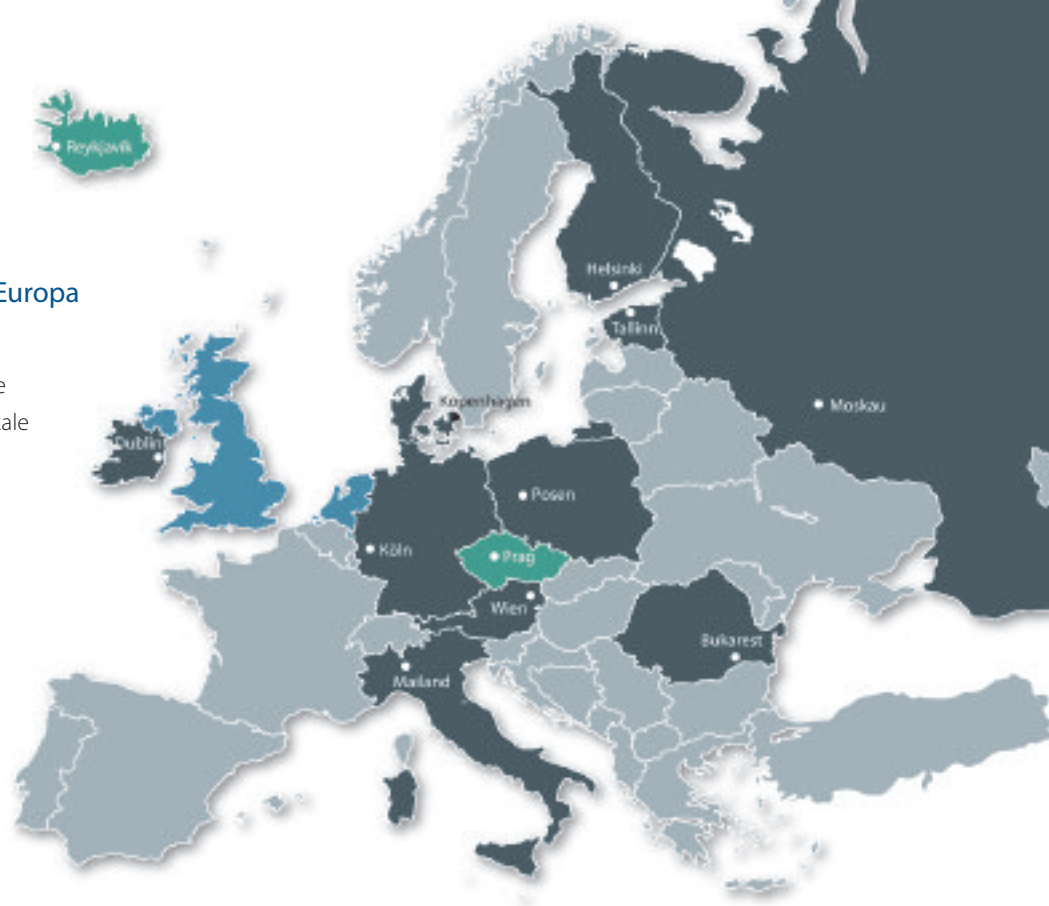 Reykjavik
Europa
Helsinki
Tallinn
e
Kopenhagen
Moskau
ale
Dublin
Posen
Köln
Prag
Wien
Bukarest
Mailand